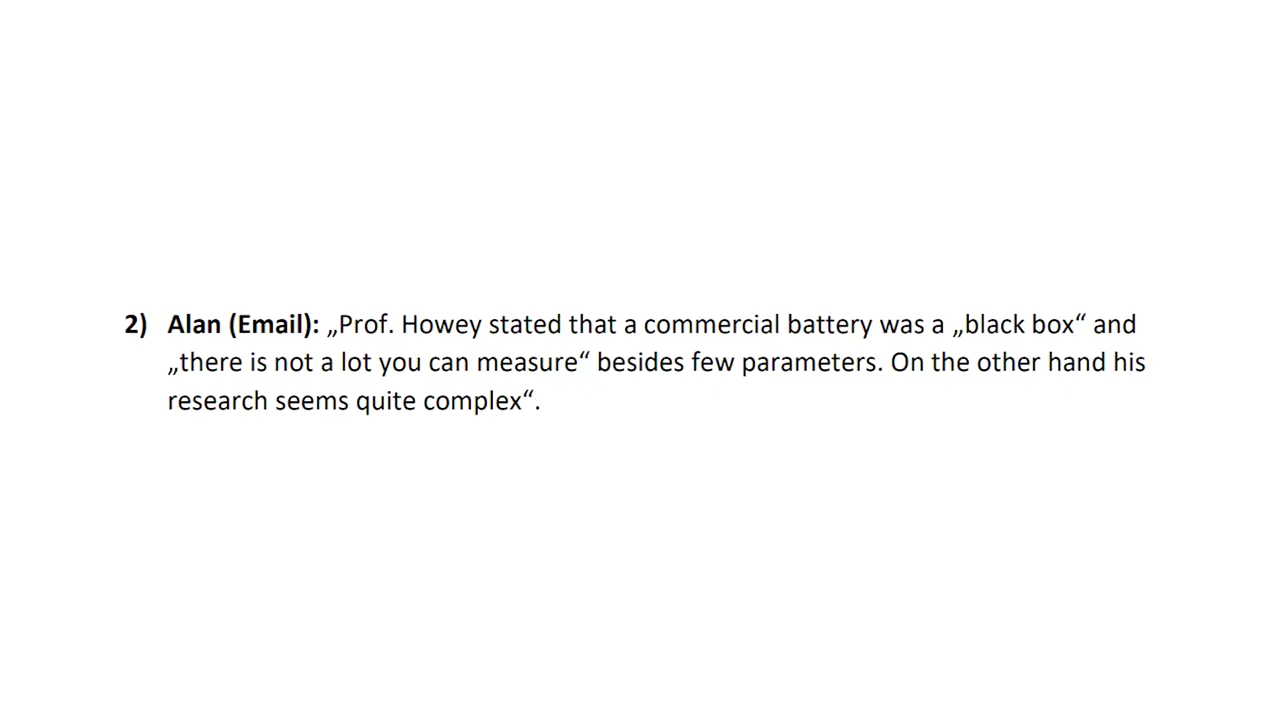 2) Alan (Email): „Prof. Howey stated that a commercial battery was a „black box“ and
„there is not a lot you can measure“ besides few parameters. On the other hand his
research seems quite complex“.